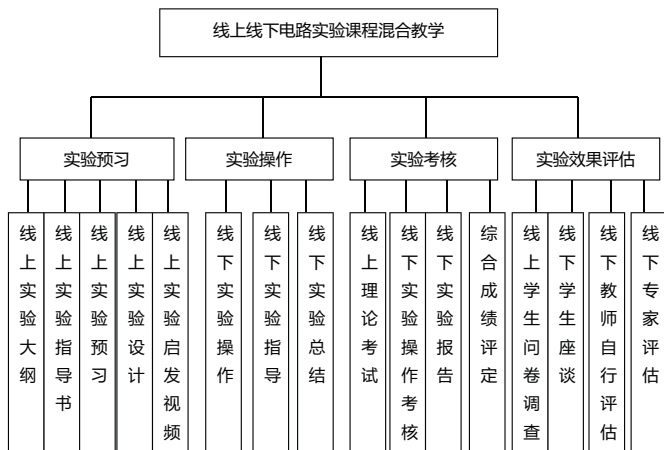 线上线下电路实验课程混合教学
实验预习
实验操作
实验考核
实验效果评估
线上实验大纲
线上实验指导书
线上实验预习
线上实验设计
线上实验启发视频
线下实验操作
线下实验指导
线下实验总结
线上理论考试
线下实验操作考核
线下实验报告
综合成绩评定
线上学生问卷调查
线下学生座谈
线下教师自行评估
线下专家评估